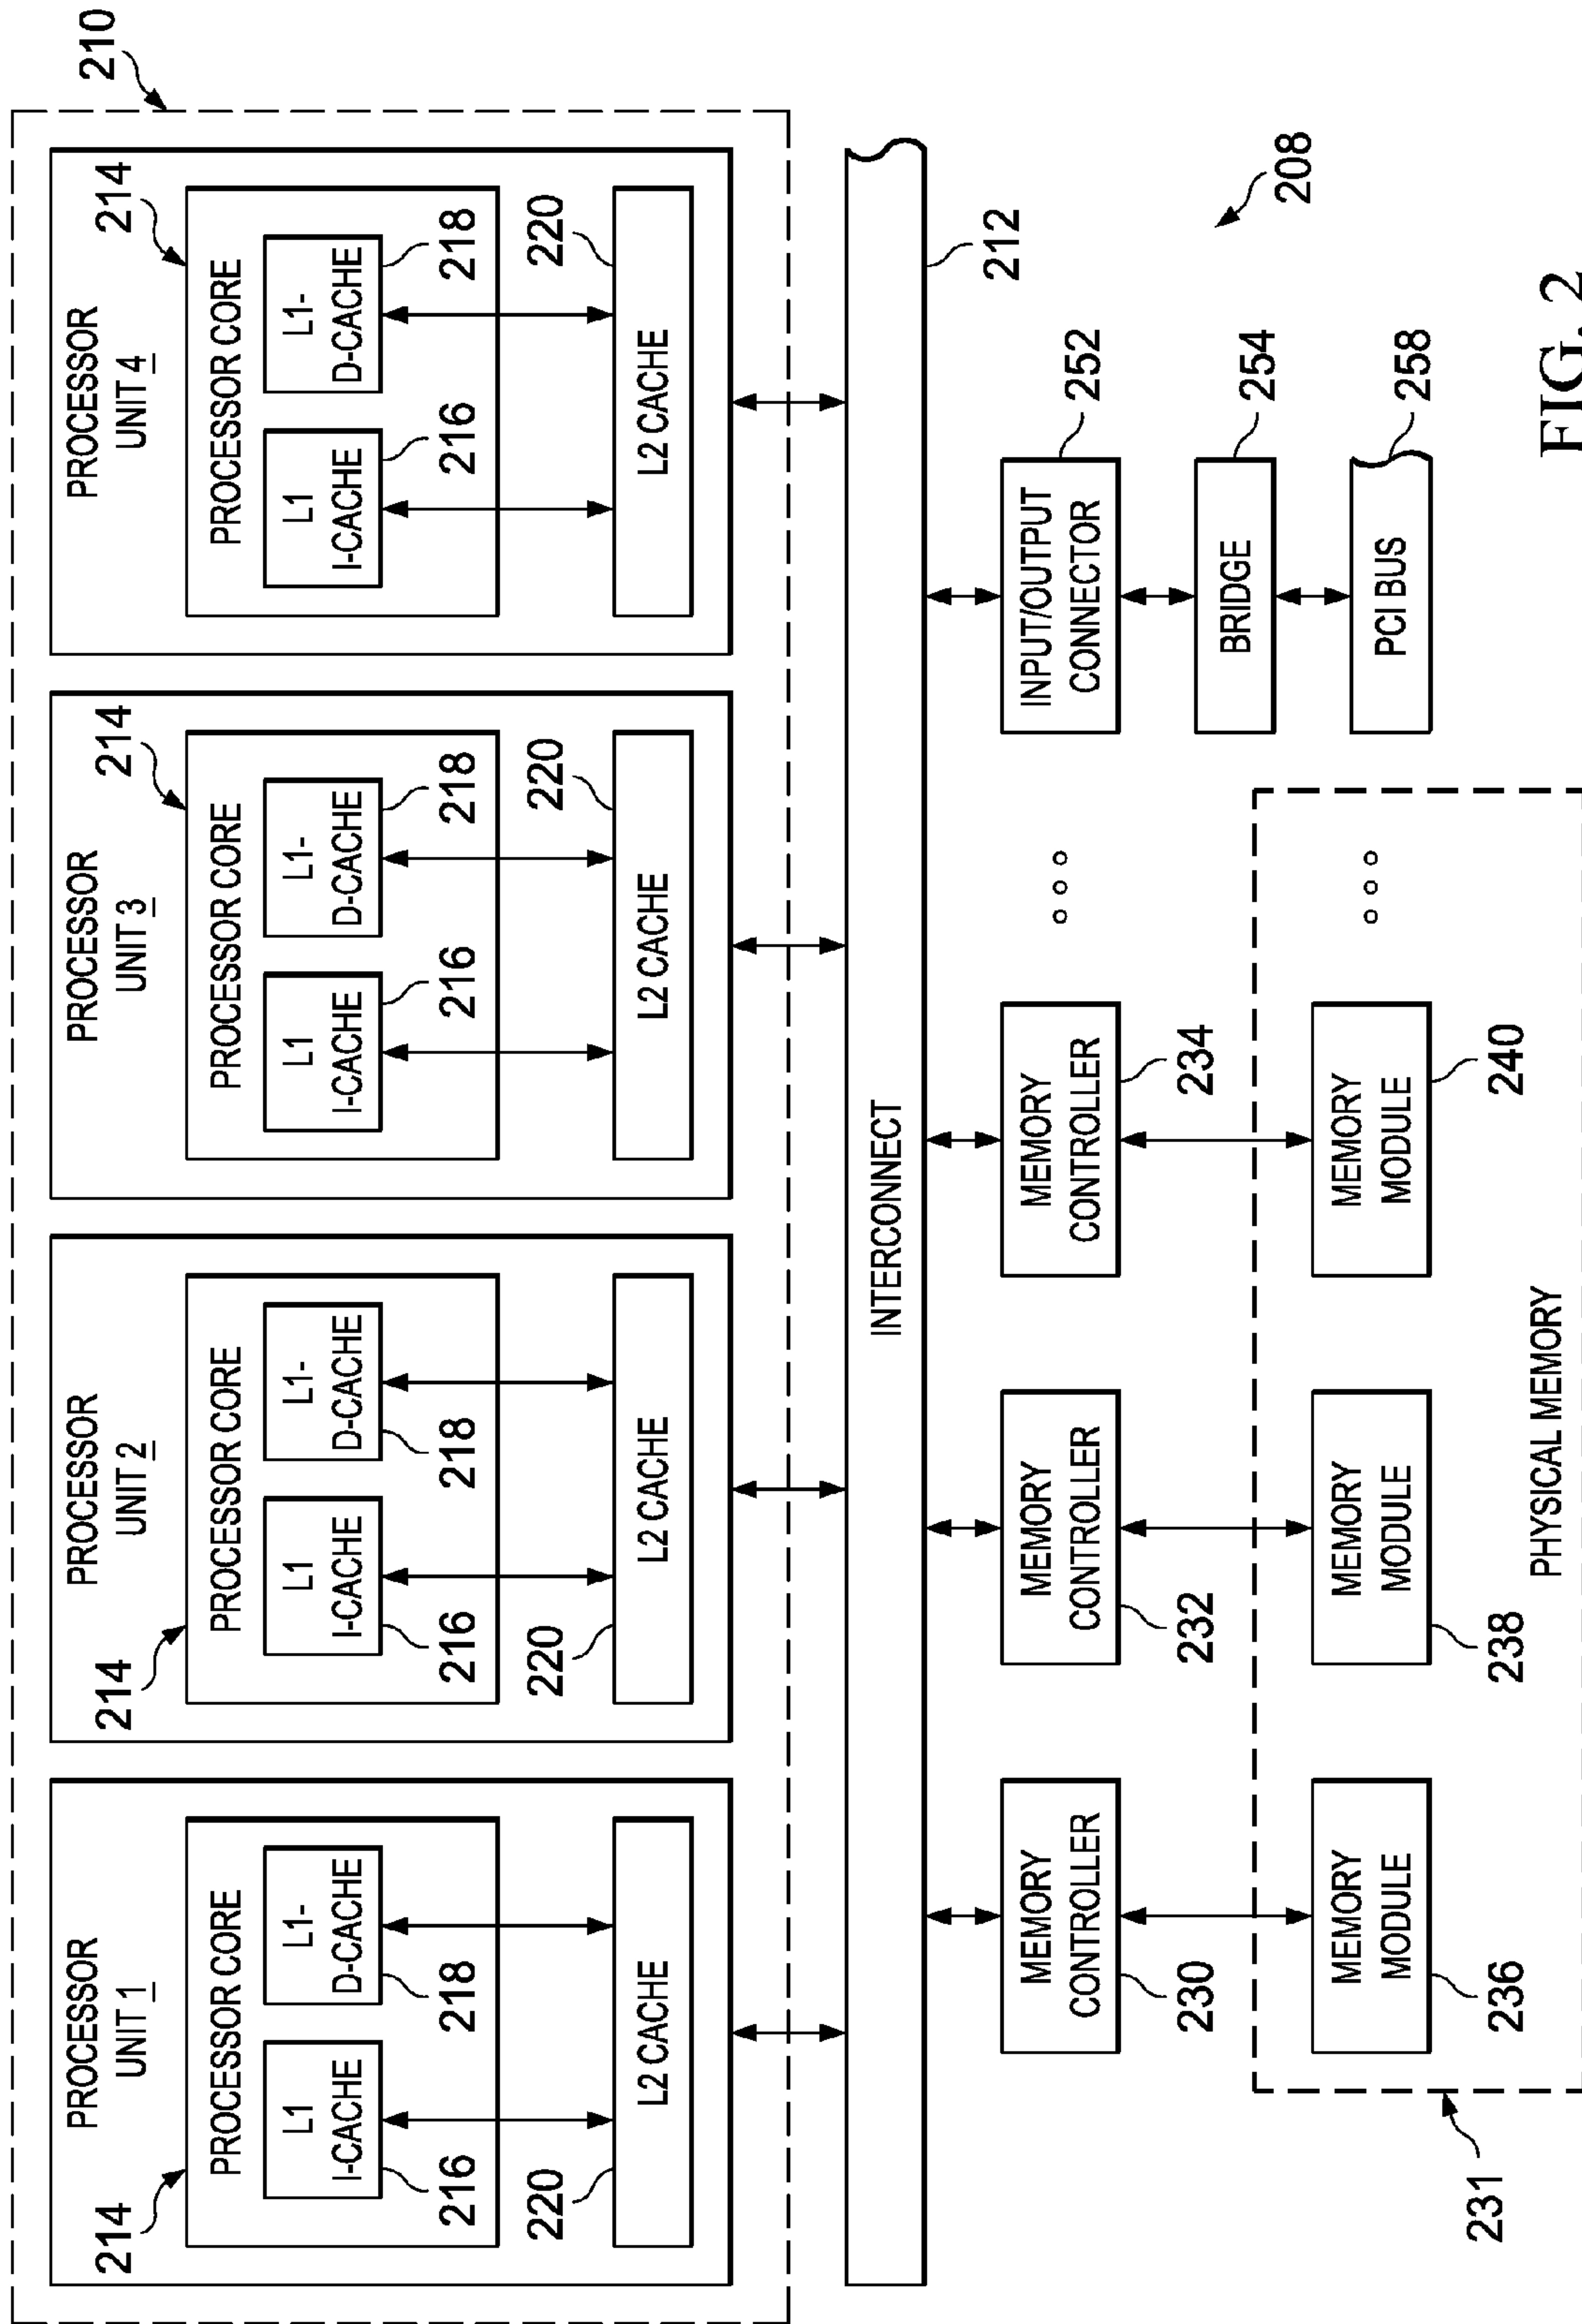 210
PROCESSOR
UNIT 1
214
PROCESSOR CORE
L1
I-CACHE
216
L1-
D-CACHE
218
220
L2 CACHE
PROCESSOR
UNIT 2
214
PROCESSOR CORE
L1
I-CACHE
216
L1-
D-CACHE
218
220
L2 CACHE
PROCESSOR
UNIT 3
214
PROCESSOR CORE
L1
I-CACHE
216
L1-
D-CACHE
218
220
L2 CACHE
PROCESSOR
UNIT 4
214
PROCESSOR CORE
L1
I-CACHE
216
L1-
D-CACHE
218
220
L2 CACHE
INTERCONNECT
212
MEMORY
CONTROLLER
230
MEMORY
CONTROLLER
232
MEMORY
CONTROLLER
234
INPUT/OUTPUT
CONNECTOR
252
BRIDGE
254
PCI BUS
258
208
231
MEMORY
MODULE
236
MEMORY
MODULE
238
MEMORY
MODULE
240
PHYSICAL MEMORY
FIG. 2